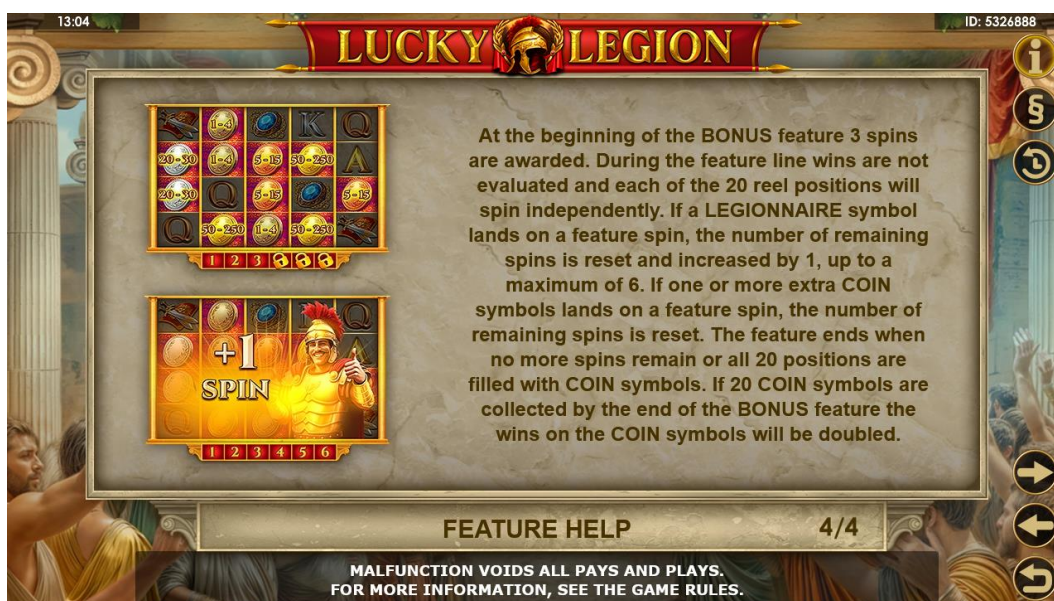 13:04
ID: 5326888
LUCKY LEGION
1-4
K
Q
20-30
1-4
5-15
50-250
A
20-30
Q
5-15
5-15
Q
50-250
1-4
50-250
1 2 3
At the beginning of the BONUS feature 3 spins
are awarded. During the feature line wins are not
evaluated and each of the 20 reel positions will
spin independently. If a LEGIONNAIRE symbol
lands on a feature spin, the number of remaining
spins is reset and increased by 1, up to a
maximum of 6. If one or more extra COIN
symbols lands on a feature spin, the number of
remaining spins is reset. The feature ends when
no more spins remain or all 20 positions are
filled with COIN symbols. If 20 COIN symbols are
collected by the end of the BONUS feature the
wins on the COIN symbols will be doubled.
Q
+1
SPIN
Q
1 2 3 4 5 6
FEATURE HELP
4/4
MALFUNCTION VOIDS ALL PAYS AND PLAYS.
FOR MORE INFORMATION, SEE THE GAME RULES.
i
§